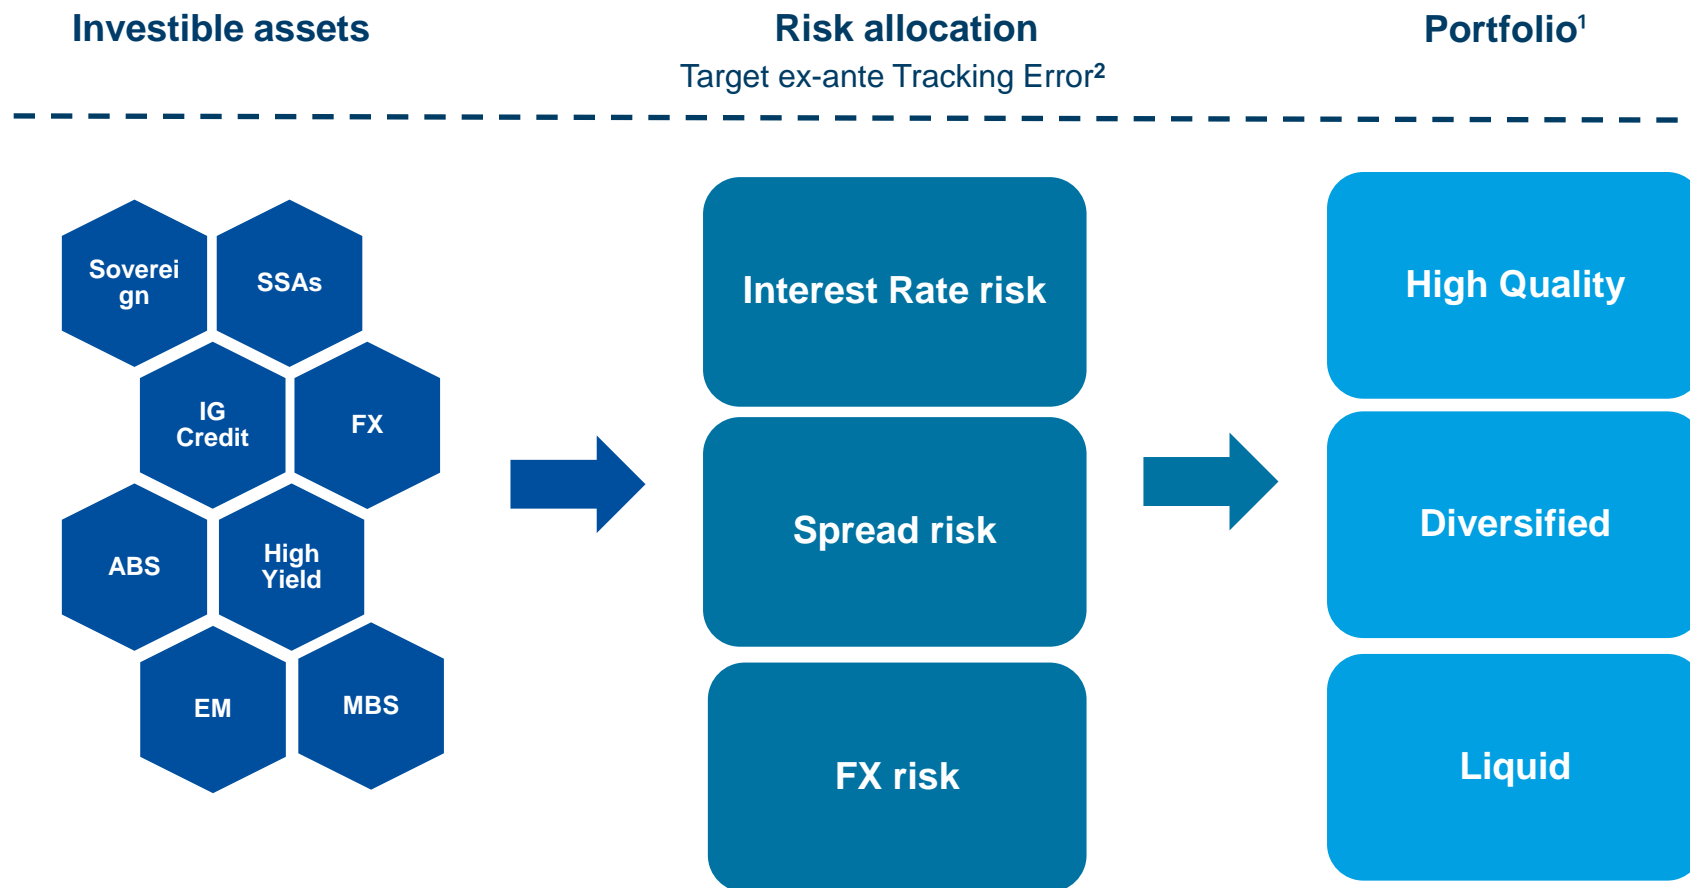 Investible assets
Risk allocation
Target ex-ante Tracking Error²
Portfolio¹
Soverei
gn
SSAs
IG
Credit
FX
ABS
High
Yield
EM
MBS
Interest Rate risk
Spread risk
FX risk
High Quality
Diversified
Liquid